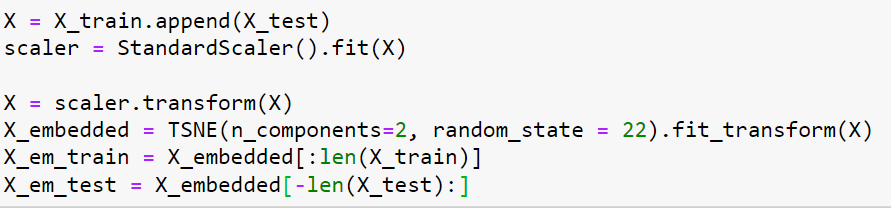 X = X_train.append(X_test)
scaler = StandardScaler().fit(X)
X = scaler.transform(X)
X_embedded = TSNE(n_components=2, random_state = 22).fit_transform(X)
X_em_train = X_embedded[:len(X_train)]
X_em_test = X_embedded[-len(X_test):]